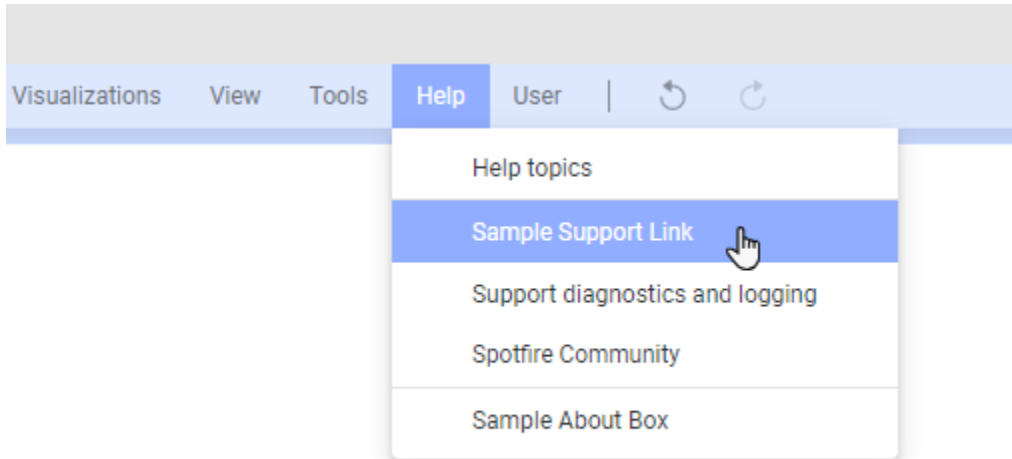 Visualizations View Tools Help User
Help topics
Sample Support Link
Support diagnostics and logging
Spotfire Community
Sample About Box